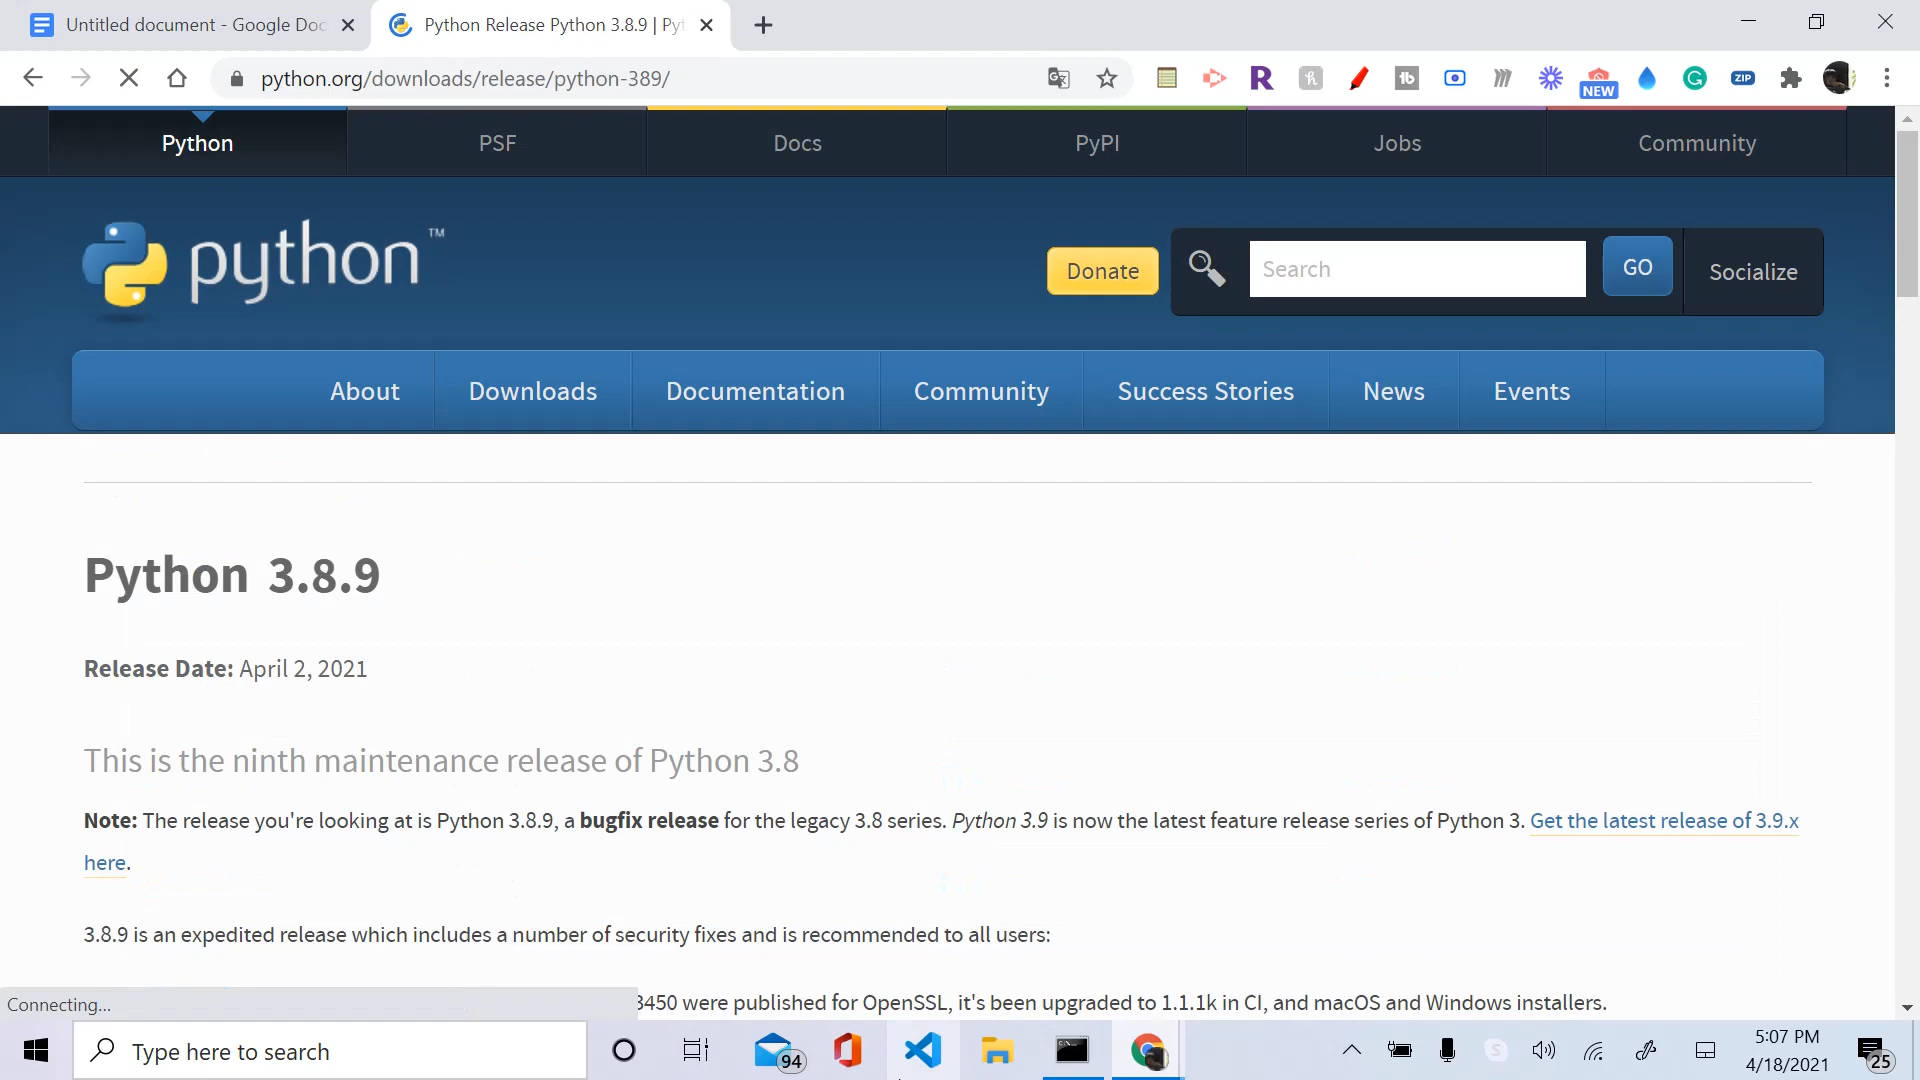 Untitled document - Google Doc
Python Release Python 3.8.9 | Pyt
python.org/downloads/release/python-389/
NEW
ZIP
Python
PSF
Docs
PyPI
Jobs
Community
python™
Donate
Search
GO
Socialize
About
Downloads
Documentation
Community
Success Stories
News
Events
Python 3.8.9
Release Date: April 2, 2021
This is the ninth maintenance release of Python 3.8
Note: The release you're looking at is Python 3.8.9, a bugfix release for the legacy 3.8 series. Python 3.9 is now the latest feature release series of Python 3. Get the latest release of 3.9.x
here.
3.8.9 is an expedited release which includes a number of security fixes and is recommended to all users:
3450 were published for OpenSSL, it's been upgraded to 1.1.1k in CI, and macOS and Windows installers.
Connecting...
Type here to search
94
5:07 PM
4/18/2021
25